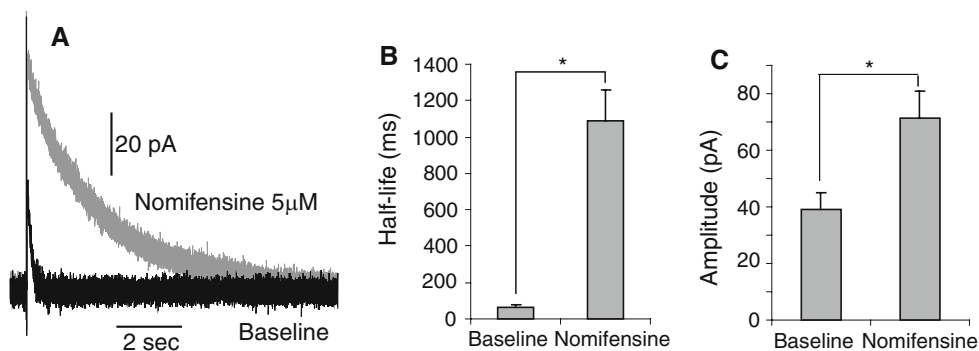 A
20 pA
Nomifensine 5µM
Baseline
2 sec
B
*
Half-life (ms)
1400
1200
1000
800
600
400
200
0
Baseline Nomifensine
C
*
Amplitude (pA)
80
60
40
20
0
Baseline Nomifensine